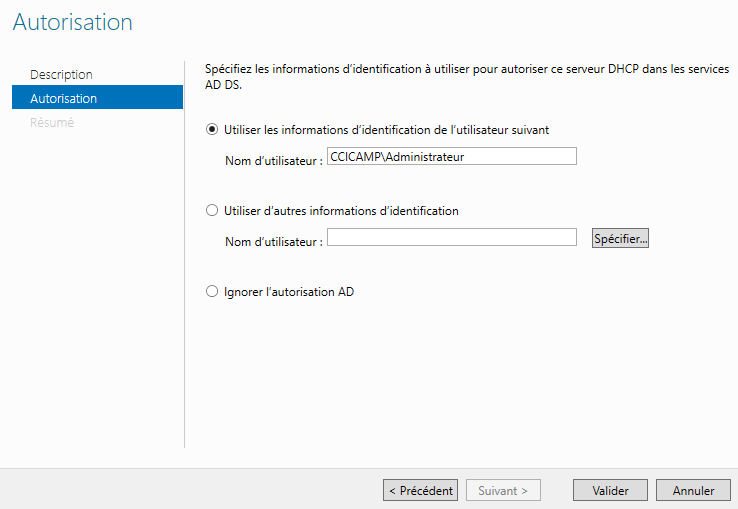 Autorisation
Description
Autorisation
Résumé
Spécifiez les informations d'identification à utiliser pour autoriser ce serveur DHCP dans les services
AD DS.
Utiliser les informations d'identification de l'utilisateur suivant
Nom d'utilisateur : CCICAMP\Administrateur
Utiliser d'autres informations d'identification
Nom d'utilisateur :
Spécifier...
Ignorer l'autorisation AD
< Précédent
Suivant >
Valider
Annuler